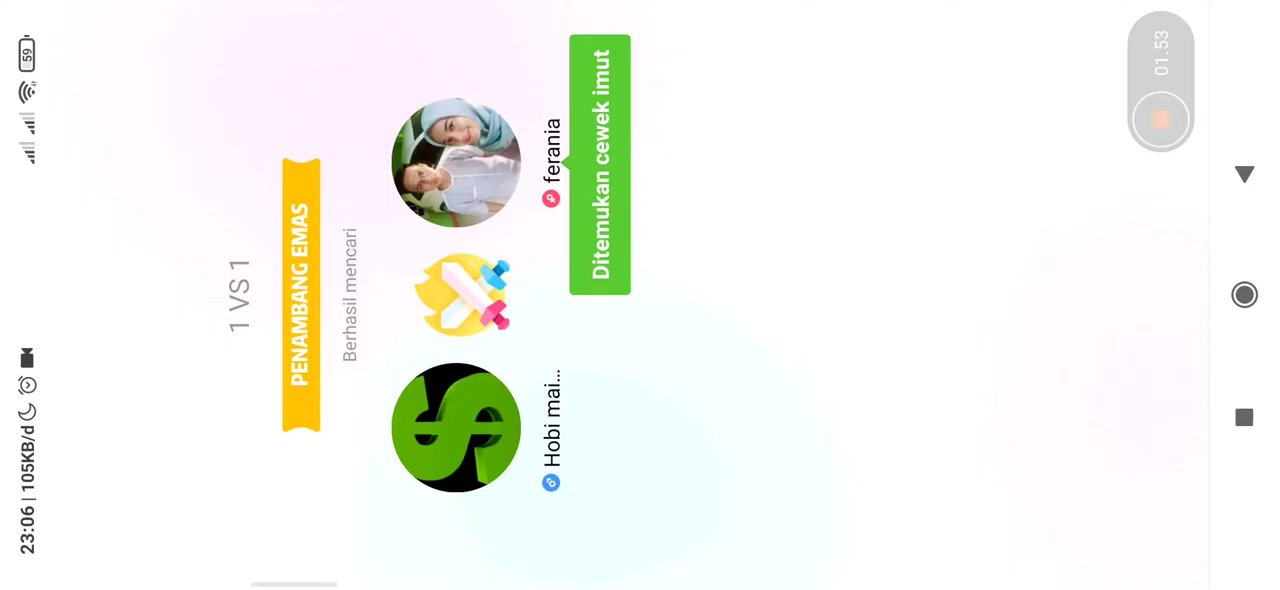 23:06 | 105KB/d
59
1 VS 1
PENAMBANG EMAS
Berhasil mencari
Hobi mai...
ferania
Ditemukan cewek imut
01.53